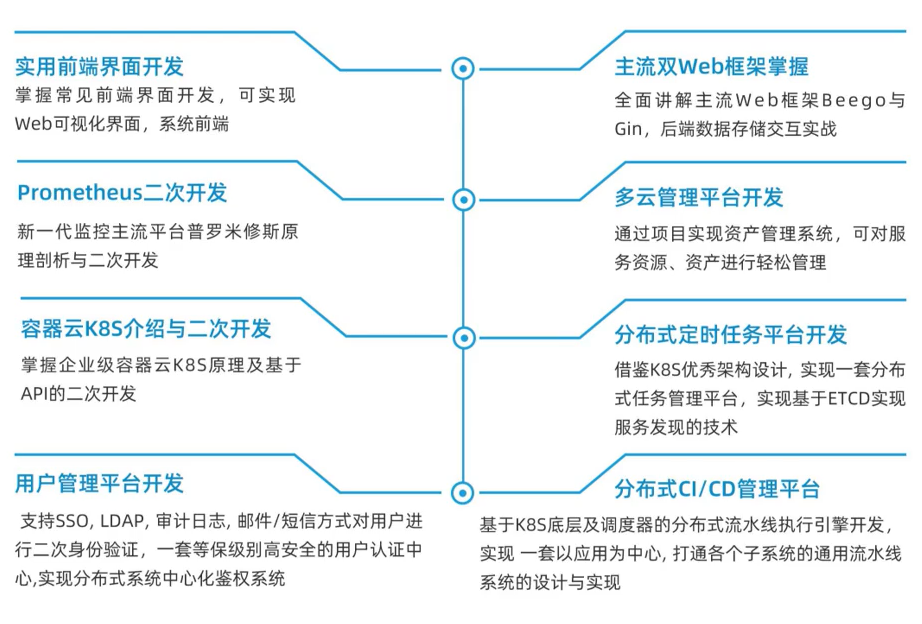 实用前端界面开发
掌握常见前端界面开发，可实现
Web可视化界面，系统前端
主流双Web框架掌握
全面讲解主流Web框架Beego与
Gin，后端数据存储交互实战
Prometheus二次开发
新一代监控主流平台普罗米修斯原
理剖析与二次开发
多云管理平台开发
通过项目实现资产管理系统，可对服
务资源、资产进行轻松管理
容器云K8S介绍与二次开发
掌握企业级容器云K8S原理及基于
API的二次开发
分布式定时任务平台开发
借鉴K8S优秀架构设计, 实现一套分布
式任务管理平台，实现基于ETCD实现
服务发现的技术
用户管理平台开发
支持SSO, LDAP, 审计日志, 邮件/短信方式对用户进
行二次身份验证，一套等保级别高安全的用户认证中
心,实现分布式系统中心化鉴权系统
分布式CI/CD管理平台
基于K8S底层及调度器的分布式流水线执行引擎开发，
实现 一套以应用为中心, 打通各个子系统的通用流水线
系统的设计与实现